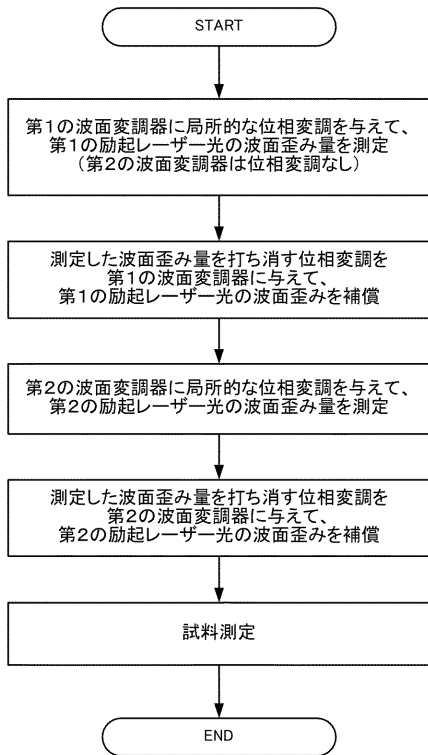 START
第1の波面変調器に局所的な位相変調を与えて、
第1の励起レーザー光の波面歪み量を測定
(第2の波面変調器は位相変調なし)
測定した波面歪み量を打ち消す位相変調を
第1の波面変調器に与えて、
第1の励起レーザー光の波面歪みを補償
第2の波面変調器に局所的な位相変調を与えて、
第2の励起レーザー光の波面歪み量を測定
測定した波面歪み量を打ち消す位相変調を
第2の波面変調器に与えて、
第2の励起レーザー光の波面歪みを補償
試料測定
END